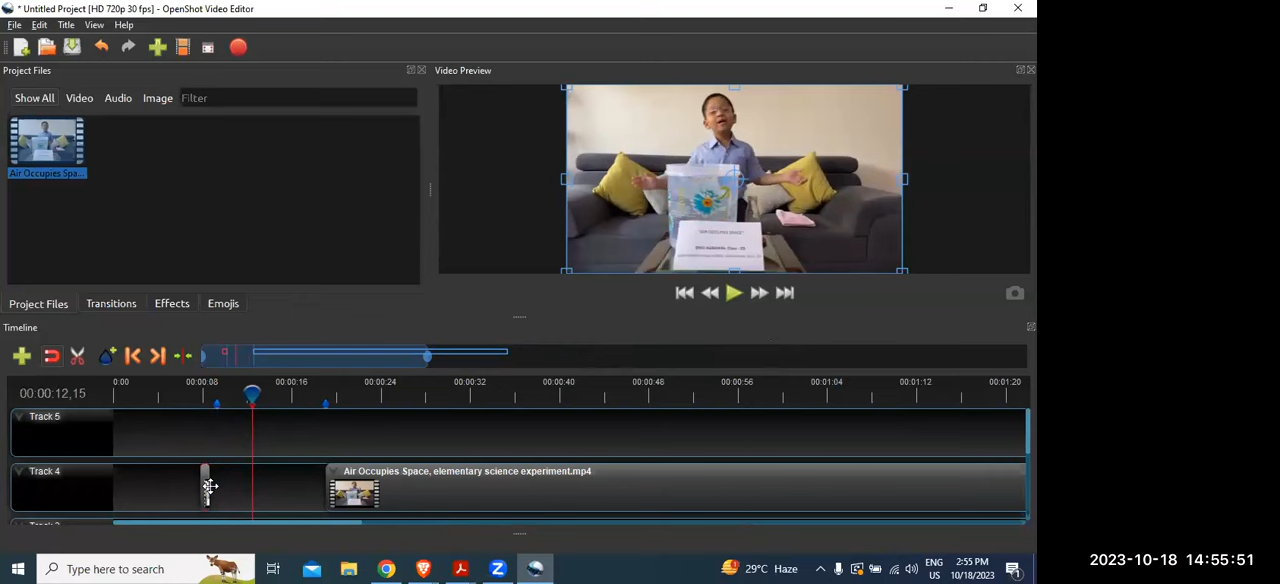 * Untitled Project [HD 720p 30 fps] - OpenShot Video Editor
File Edit Title View Help
Project Files
Video Preview
Show All Video Audio Image Filter
Air Occupies Spa...
"AIR OCCUPIES SPACE"
Project Files Transitions Effects Emojis
Timeline
00:00:12,15
0:00 00:00:08 00:00:16 00:00:24 00:00:32 00:00:40 00:00:48 00:00:56 00:01:04 00:01:12 00:01:20
Track 5
Track 4
Air Occupies Space, elementary science experiment.mp4
Type here to search
29°C Haze
ENG
US
2:55 PM
10/18/2023
1
2023-10-18 14:55:51